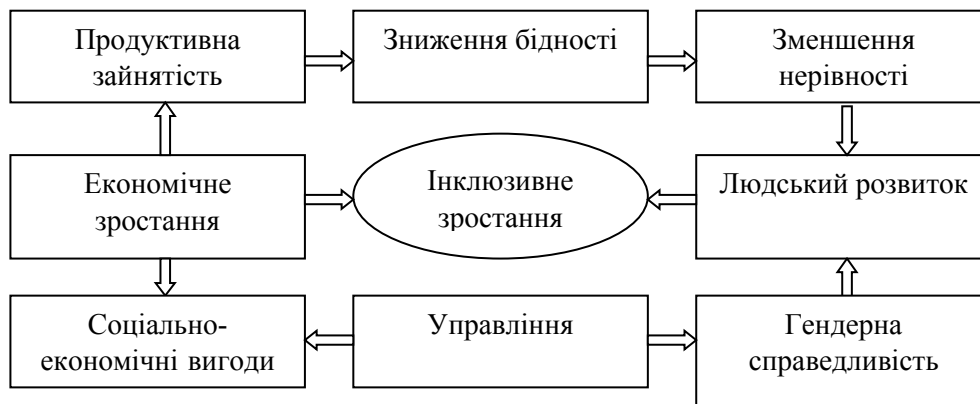 Продуктивна
зайнятість
Зниження бідності
Зменшення
нерівності
Економічне
зростання
Інклюзивне
зростання
Людський розвиток
Соціально-
економічні вигоди
Управління
Гендерна
справедливість